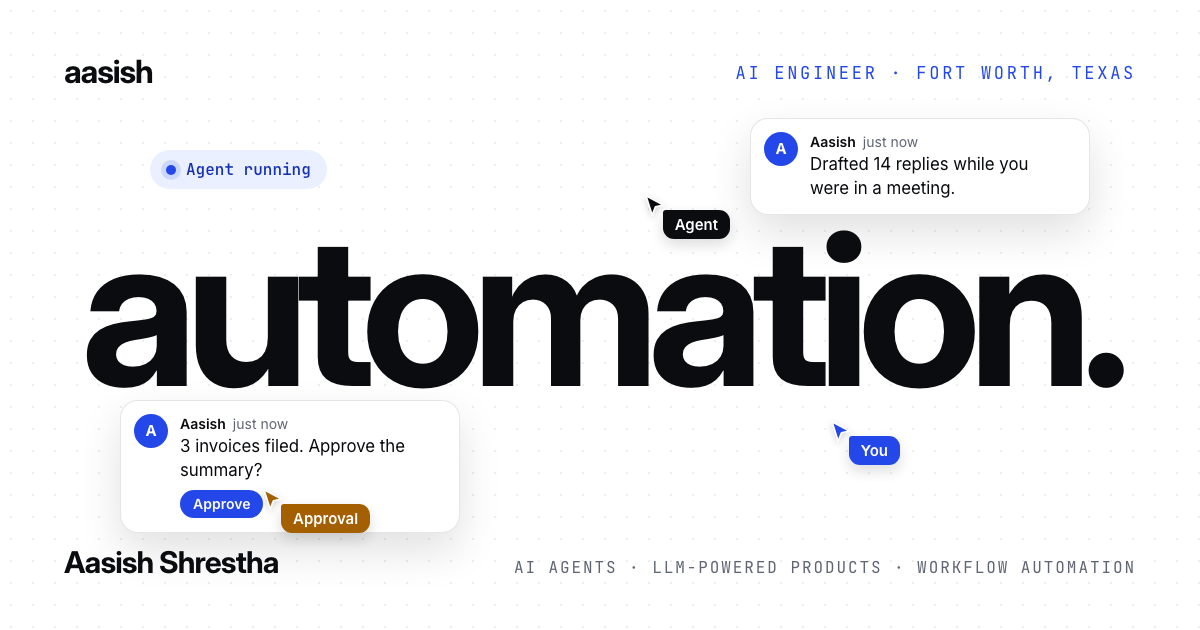 aasish
AI ENGINEER · FORT WORTH, TEXAS
Agent running
A
Aasish just now
Drafted 14 replies while you
were in a meeting.
Agent
automation.
A
Aasish just now
3 invoices filed. Approve the
summary?
Approve
Approval
You
Aasish Shrestha
AI AGENTS · LLM-POWERED PRODUCTS · WORKFLOW AUTOMATION